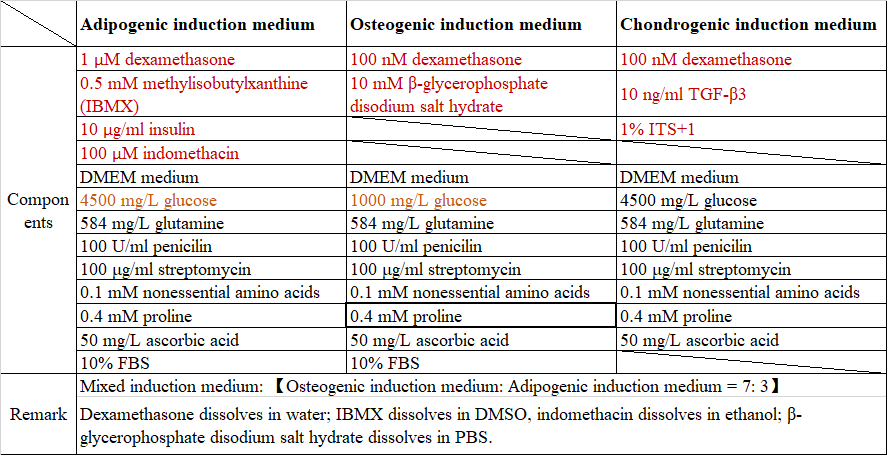 Adipogenic induction medium Osteogenic induction medium Chondrogenic induction medium
Compon
ents
1 μM dexamethasone 100 nM dexamethasone 100 nM dexamethasone
0.5 mM methylisobutylxanthine
(IBMX)
10 mM β-glycerophosphate
disodium salt hydrate
10 ng/ml TGF-β3
10 μg/ml insulin 1% ITS+1
100 μM indomethacin
DMEM medium DMEM medium DMEM medium
4500 mg/L glucose 1000 mg/L glucose 4500 mg/L glucose
584 mg/L glutamine 584 mg/L glutamine 584 mg/L glutamine
100 U/ml penicilin 100 U/ml penicilin 100 U/ml penicilin
100 μg/ml streptomycin 100 μg/ml streptomycin 100 μg/ml streptomycin
0.1 mM nonessential amino acids 0.1 mM nonessential amino acids 0.1 mM nonessential amino acids
0.4 mM proline 0.4 mM proline 0.4 mM proline
50 mg/L ascorbic acid 50 mg/L ascorbic acid 50 mg/L ascorbic acid
10% FBS 10% FBS
Remark
Mixed induction medium: 【Osteogenic induction medium: Adipogenic induction medium = 7: 3】
Dexamethasone dissolves in water; IBMX dissolves in DMSO, indomethacin dissolves in ethanol; β-
glycerophosphate disodium salt hydrate dissolves in PBS.